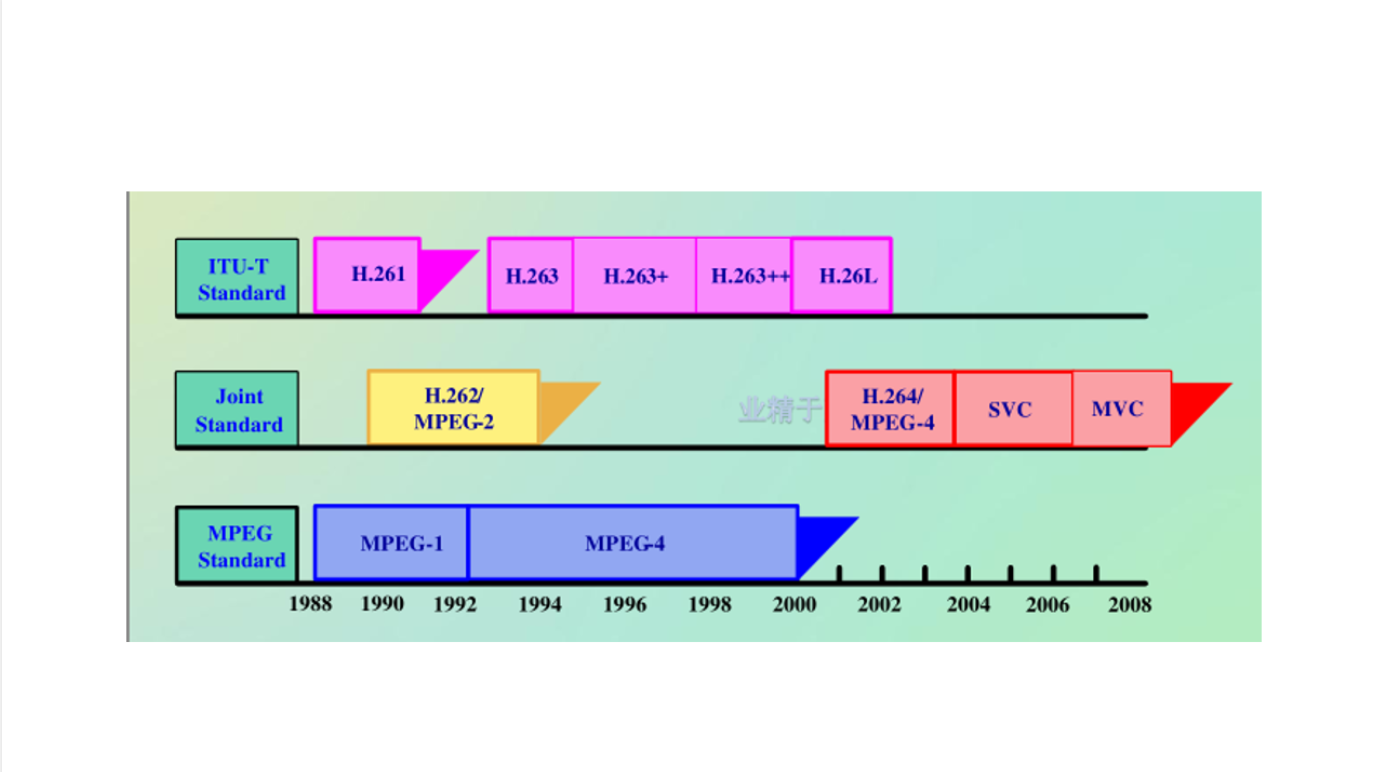 ITU-T
Standard
H.261
H.263
H.263+
H.263++
H.26L
Joint
Standard
H.262/
MPEG-2
业精于
H.264/
MPEG-4
SVC
MVC
MPEG
Standard
MPEG-1
MPEG-4
1988 1990 1992 1994 1996 1998 2000 2002 2004 2006 2008